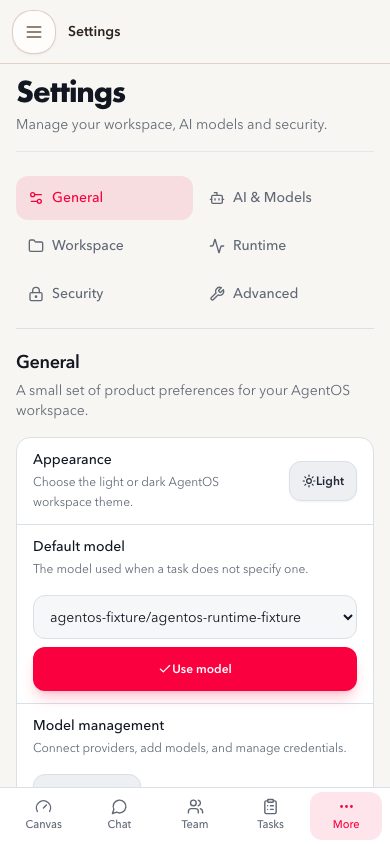 Settings
Settings
Manage your workspace, AI models and security.
General
AI & Models
Workspace
Runtime
Security
Advanced
General
A small set of product preferences for your AgentOS
workspace.
Appearance
Choose the light or dark AgentOS
workspace theme.
Light
Default model
The model used when a task does not specify one.
agentos-fixture/agentos-runtime-fixture
Use model
Model management
Connect providers, add models, and manage credentials.
Canvas
Chat
Team
Tasks
More